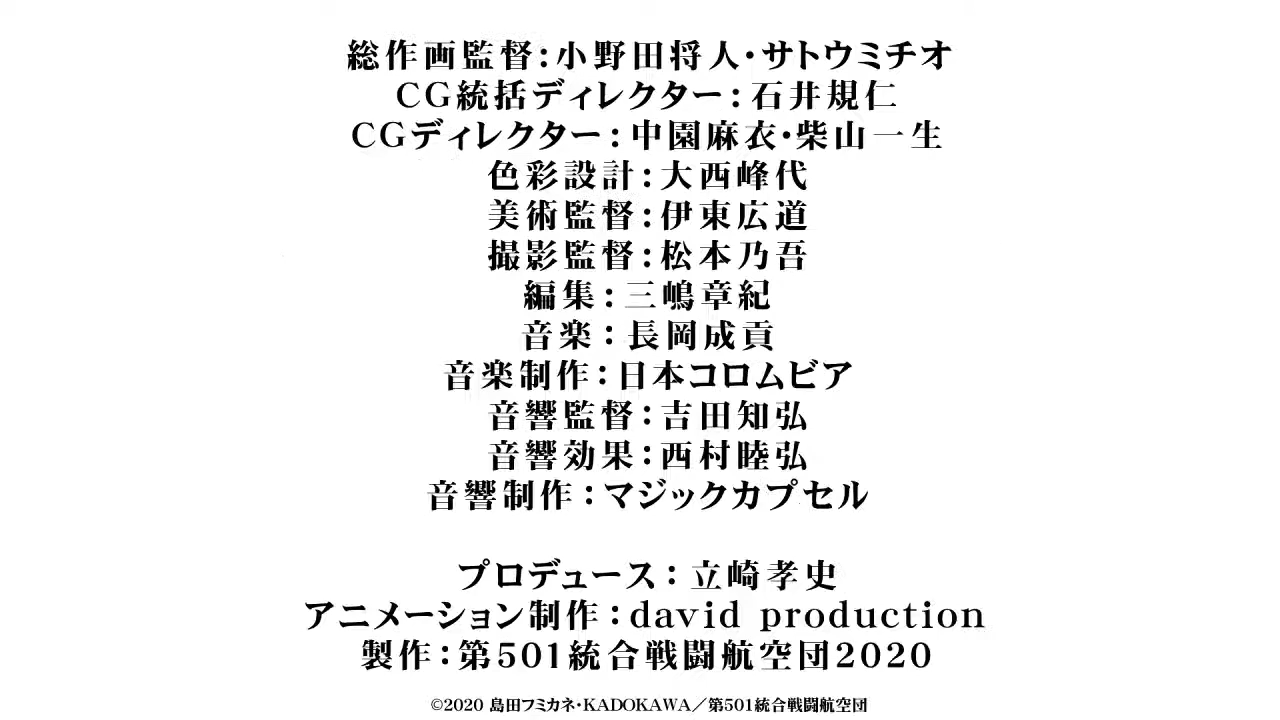 総作画監督:小野田将人・サトウミチオ
CG統括ディレクター:石井規仁
CGディレクター:中園麻衣・柴山一生
色彩設計:大西峰代
美術監督:伊東広道
撮影監督:松本乃吾
編集:三嶋章紀
音楽:長岡成貢
音楽制作:日本コロムビア
音響監督:吉田知弘
音響効果:西村睦弘
音響制作:マジックカプセル
プロデュース:立崎孝史
アニメーション制作:david production
製作:第501統合戦闘航空団2020
©2020 島田フミカネ・KADOKAWA／第501統合戦闘航空団